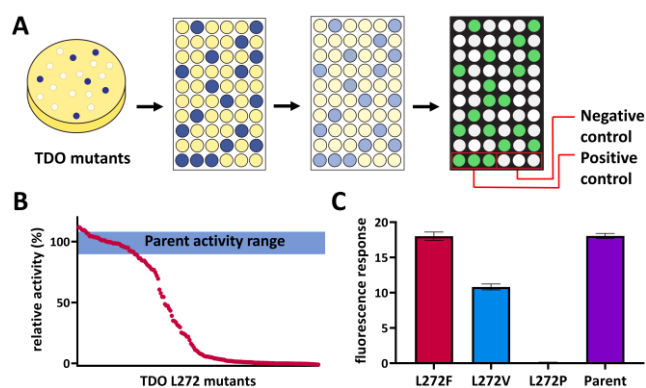 A
TDO mutants
Negative
control
Positive
control
B
relative activity (%)
100
50
0
Parent activity range
TDO L272 mutants
C
fluorescence response
20
15
10
5
0
L272F
L272V
L272P
Parent